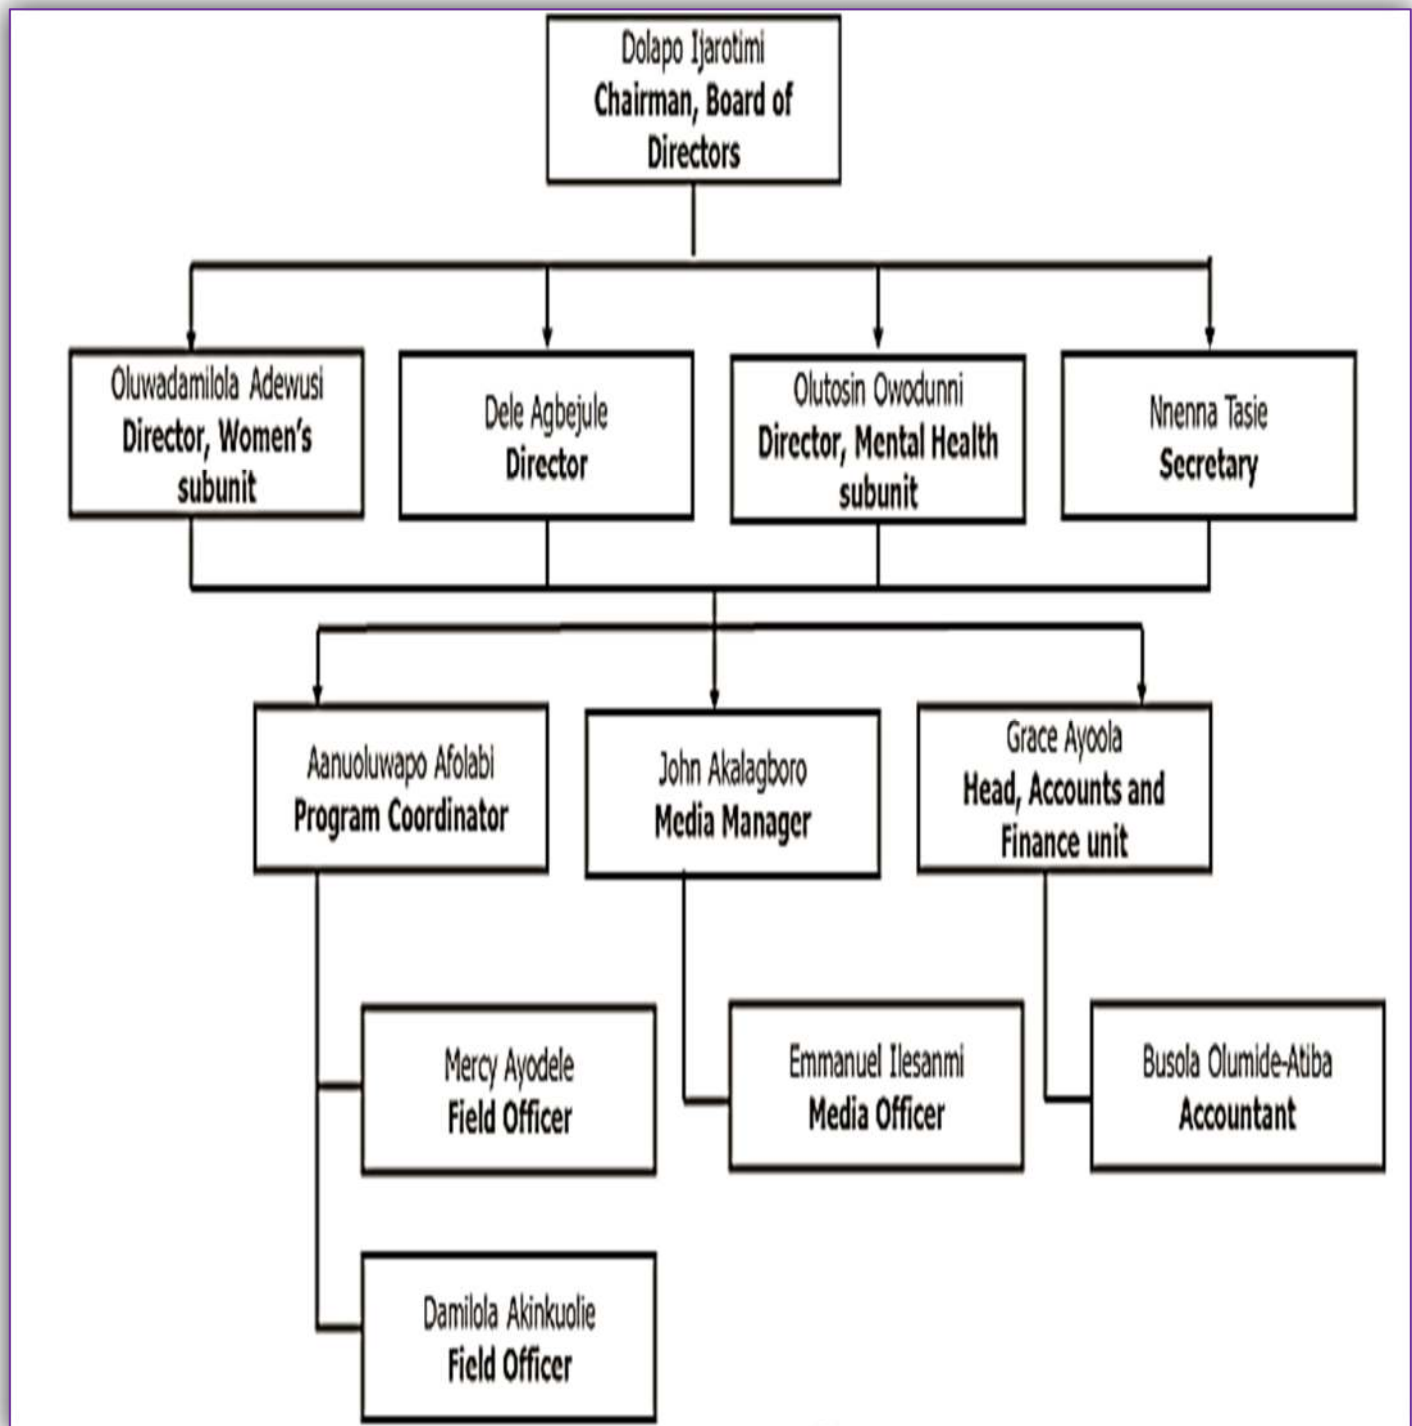 Dolapo Ijarotimi
Chairman, Board of
Directors
Oluwadamilola Adewusi
Director, Women's
subunit
Dele Agbejule
Director
Olutosin Owodunni
Director, Mental Health
subunit
Nnenna Tasie
Secretary
Aanuoluwapo Afolabi
Program Coordinator
John Akalagboro
Media Manager
Grace Ayoola
Head, Accounts and
Finance unit
Mercy Ayodele
Field Officer
Emmanuel Ilesanmi
Media Officer
Busola Olumide-Atiba
Accountant
Damilola Akinkuolie
Field Officer